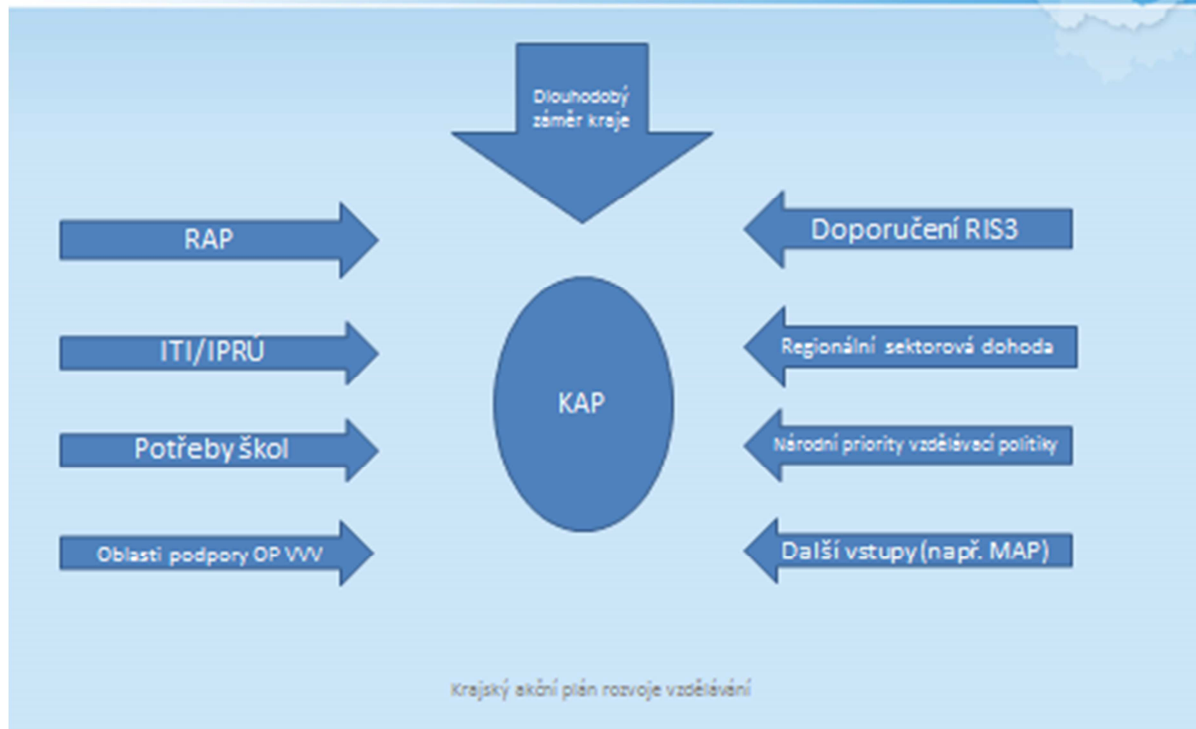 Dlouhodobý
záměr kraje
RAP
Doporučení RIS3
ITI/IPRÚ
Regionální sektorová dohoda
KAP
Potřeby škol
Národní priority vzdělávací politiky
Oblasti podpory OP VVV
Další vstupy (např. MAP)
Krajský akční plán rozvoje vzdělávání